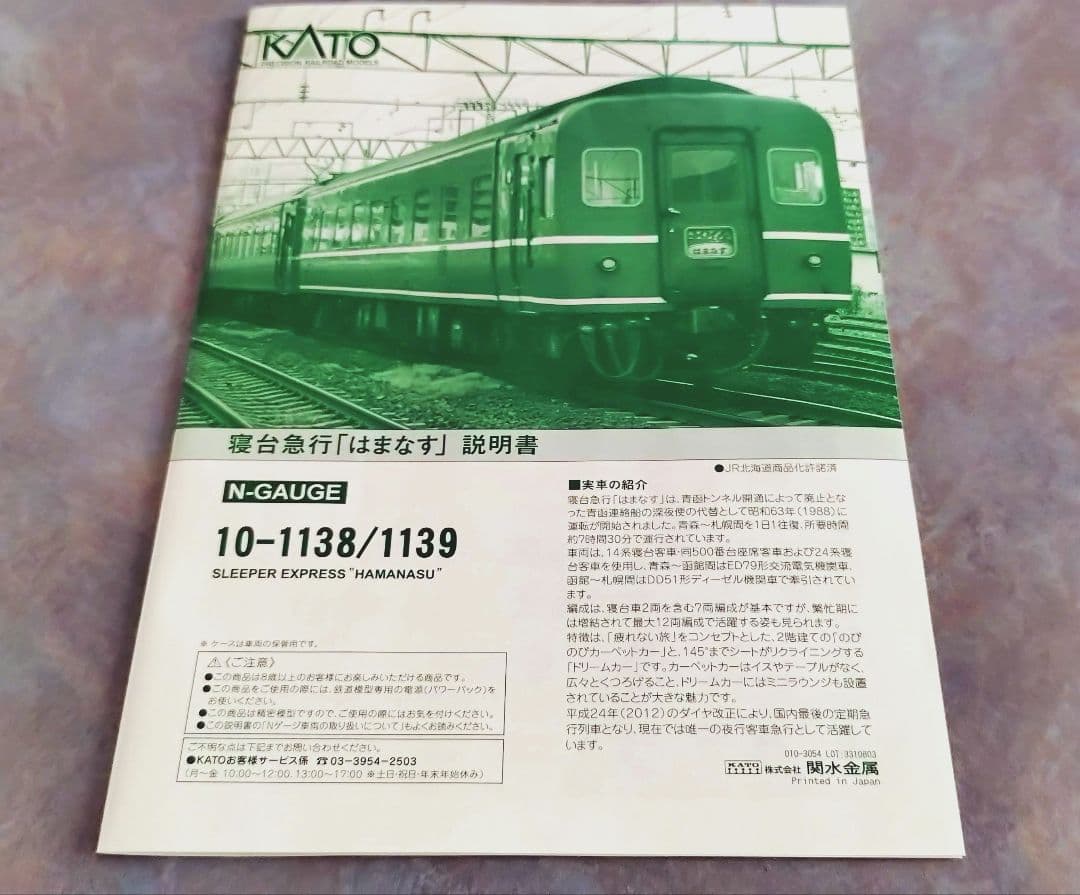 KATO
PRECISION RAILROAD MODELS
はまなす
寝台急行「はまなす」説明書
●JR北海道商品化許諾済
N-GAUGE
10-1138/1139
SLEEPER EXPRESS "HAMANASU"
※ ケースは車両の保管用です。
⚠《ご注意》
●この商品は8歳以上のお客様にお楽しみいただける商品です。
●この商品をご使用の際には、鉄道模型専用の電源(パワーパック)を
お使いください。
●この商品は精密模型ですので、ご使用の際にはお気を付けください。
●この説明書の「Nゲージ車両の取り扱いについて」もよくお読みください。
ご不明な点は下記までお問い合わせください。
●KATOお客様サービス係 ☎03-3954-2503
(月〜金 10:00〜12:00、13:00〜17:00 ※土日・祝日・年末年始休み)
■実車の紹介
寝台急行「はまなす」は、青函トンネル開通によって廃止とな
った青函連絡船の深夜便の代替として昭和63年(1988)に
運転が開始されました。青森〜札幌間を1日1往復、所要時間
約7時間30分で運行されています。
車両は、14系寝台客車・同500番台座席客車および24系寝
台客車を使用し、青森〜函館間はED79形交流電気機関車、
函館〜札幌間はDD51形ディーゼル機関車で牽引されてい
ます。
編成は、寝台車2両を含む7両編成が基本ですが、繁忙期に
は増結されて最大12両編成で活躍する姿も見られます。
特徴は、「疲れない旅」をコンセプトとした、2階建ての「のび
のびカーペットカー」と、145°までシートがリクライニングする
「ドリームカー」です。カーペットカーはイスやテーブルがなく、
広々とくつろげること、ドリームカーにはミニラウンジも設置
されていることが大きな魅力です。
平成24年(2012)のダイヤ改正により、国内最後の定期急
行列車となり、現在では唯一の夜行客車急行として活躍して
います。
010-3054 LOT 3310803
KATO 株式会社 関水金属
Printed in Japan